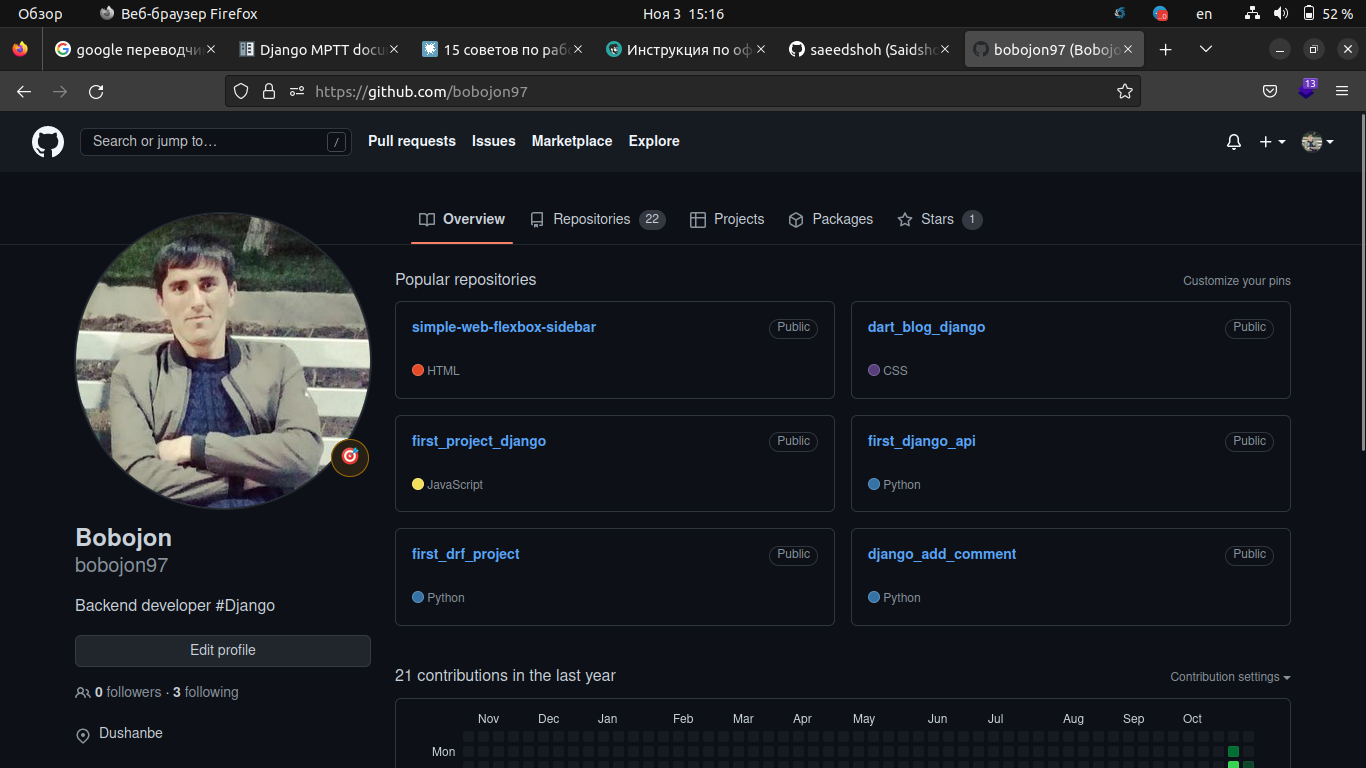 Обзор
Веб-браузер Firefox
Ноя 3 15:16
en
52 %
google переводчи
Django MPTT docu
15 советов по раб
Инструкция по оф
saeedshoh (Saidsho
bobojon97 (Bobojo
https://github.com/bobojon97
13
Search or jump to…
/
Pull requests
Issues
Marketplace
Explore
Overview
Repositories 22
Projects
Packages
Stars 1
Popular repositories
Customize your pins
simple-web-flexbox-sidebar
Public
HTML
dart_blog_django
Public
CSS
first_project_django
Public
JavaScript
first_django_api
Public
Python
first_drf_project
Public
Python
django_add_comment
Public
Python
Bobojon
bobojon97
Backend developer #Django
Edit profile
0 followers · 3 following
Dushanbe
21 contributions in the last year
Contribution settings
Nov Dec Jan Feb Mar Apr May Jun Jul Aug Sep Oct
Mon